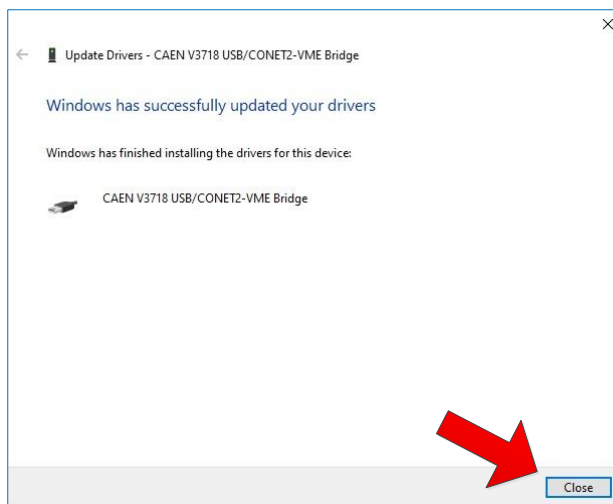 Update Drivers - CAEN V3718 USB/CONET2-VME Bridge
Windows has successfully updated your drivers
Windows has finished installing the drivers for this device:
CAEN V3718 USB/CONET2-VME Bridge
Close